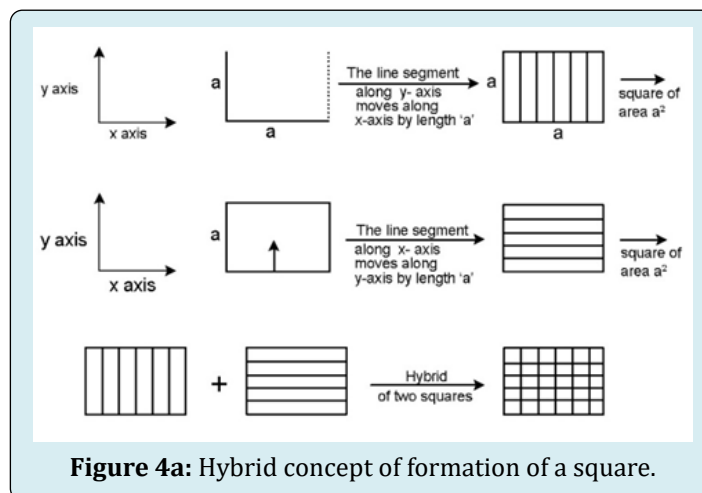 y axis
x axis
a
a
The line segment
along y- axis
moves along
x-axis by length 'a'
a
a
square of
area a²
y axis
x axis
a
The line segment
along x- axis
moves along
y-axis by length 'a'
square of
area a²
+
Hybrid
of two squares
Figure 4a: Hybrid concept of formation of a square.